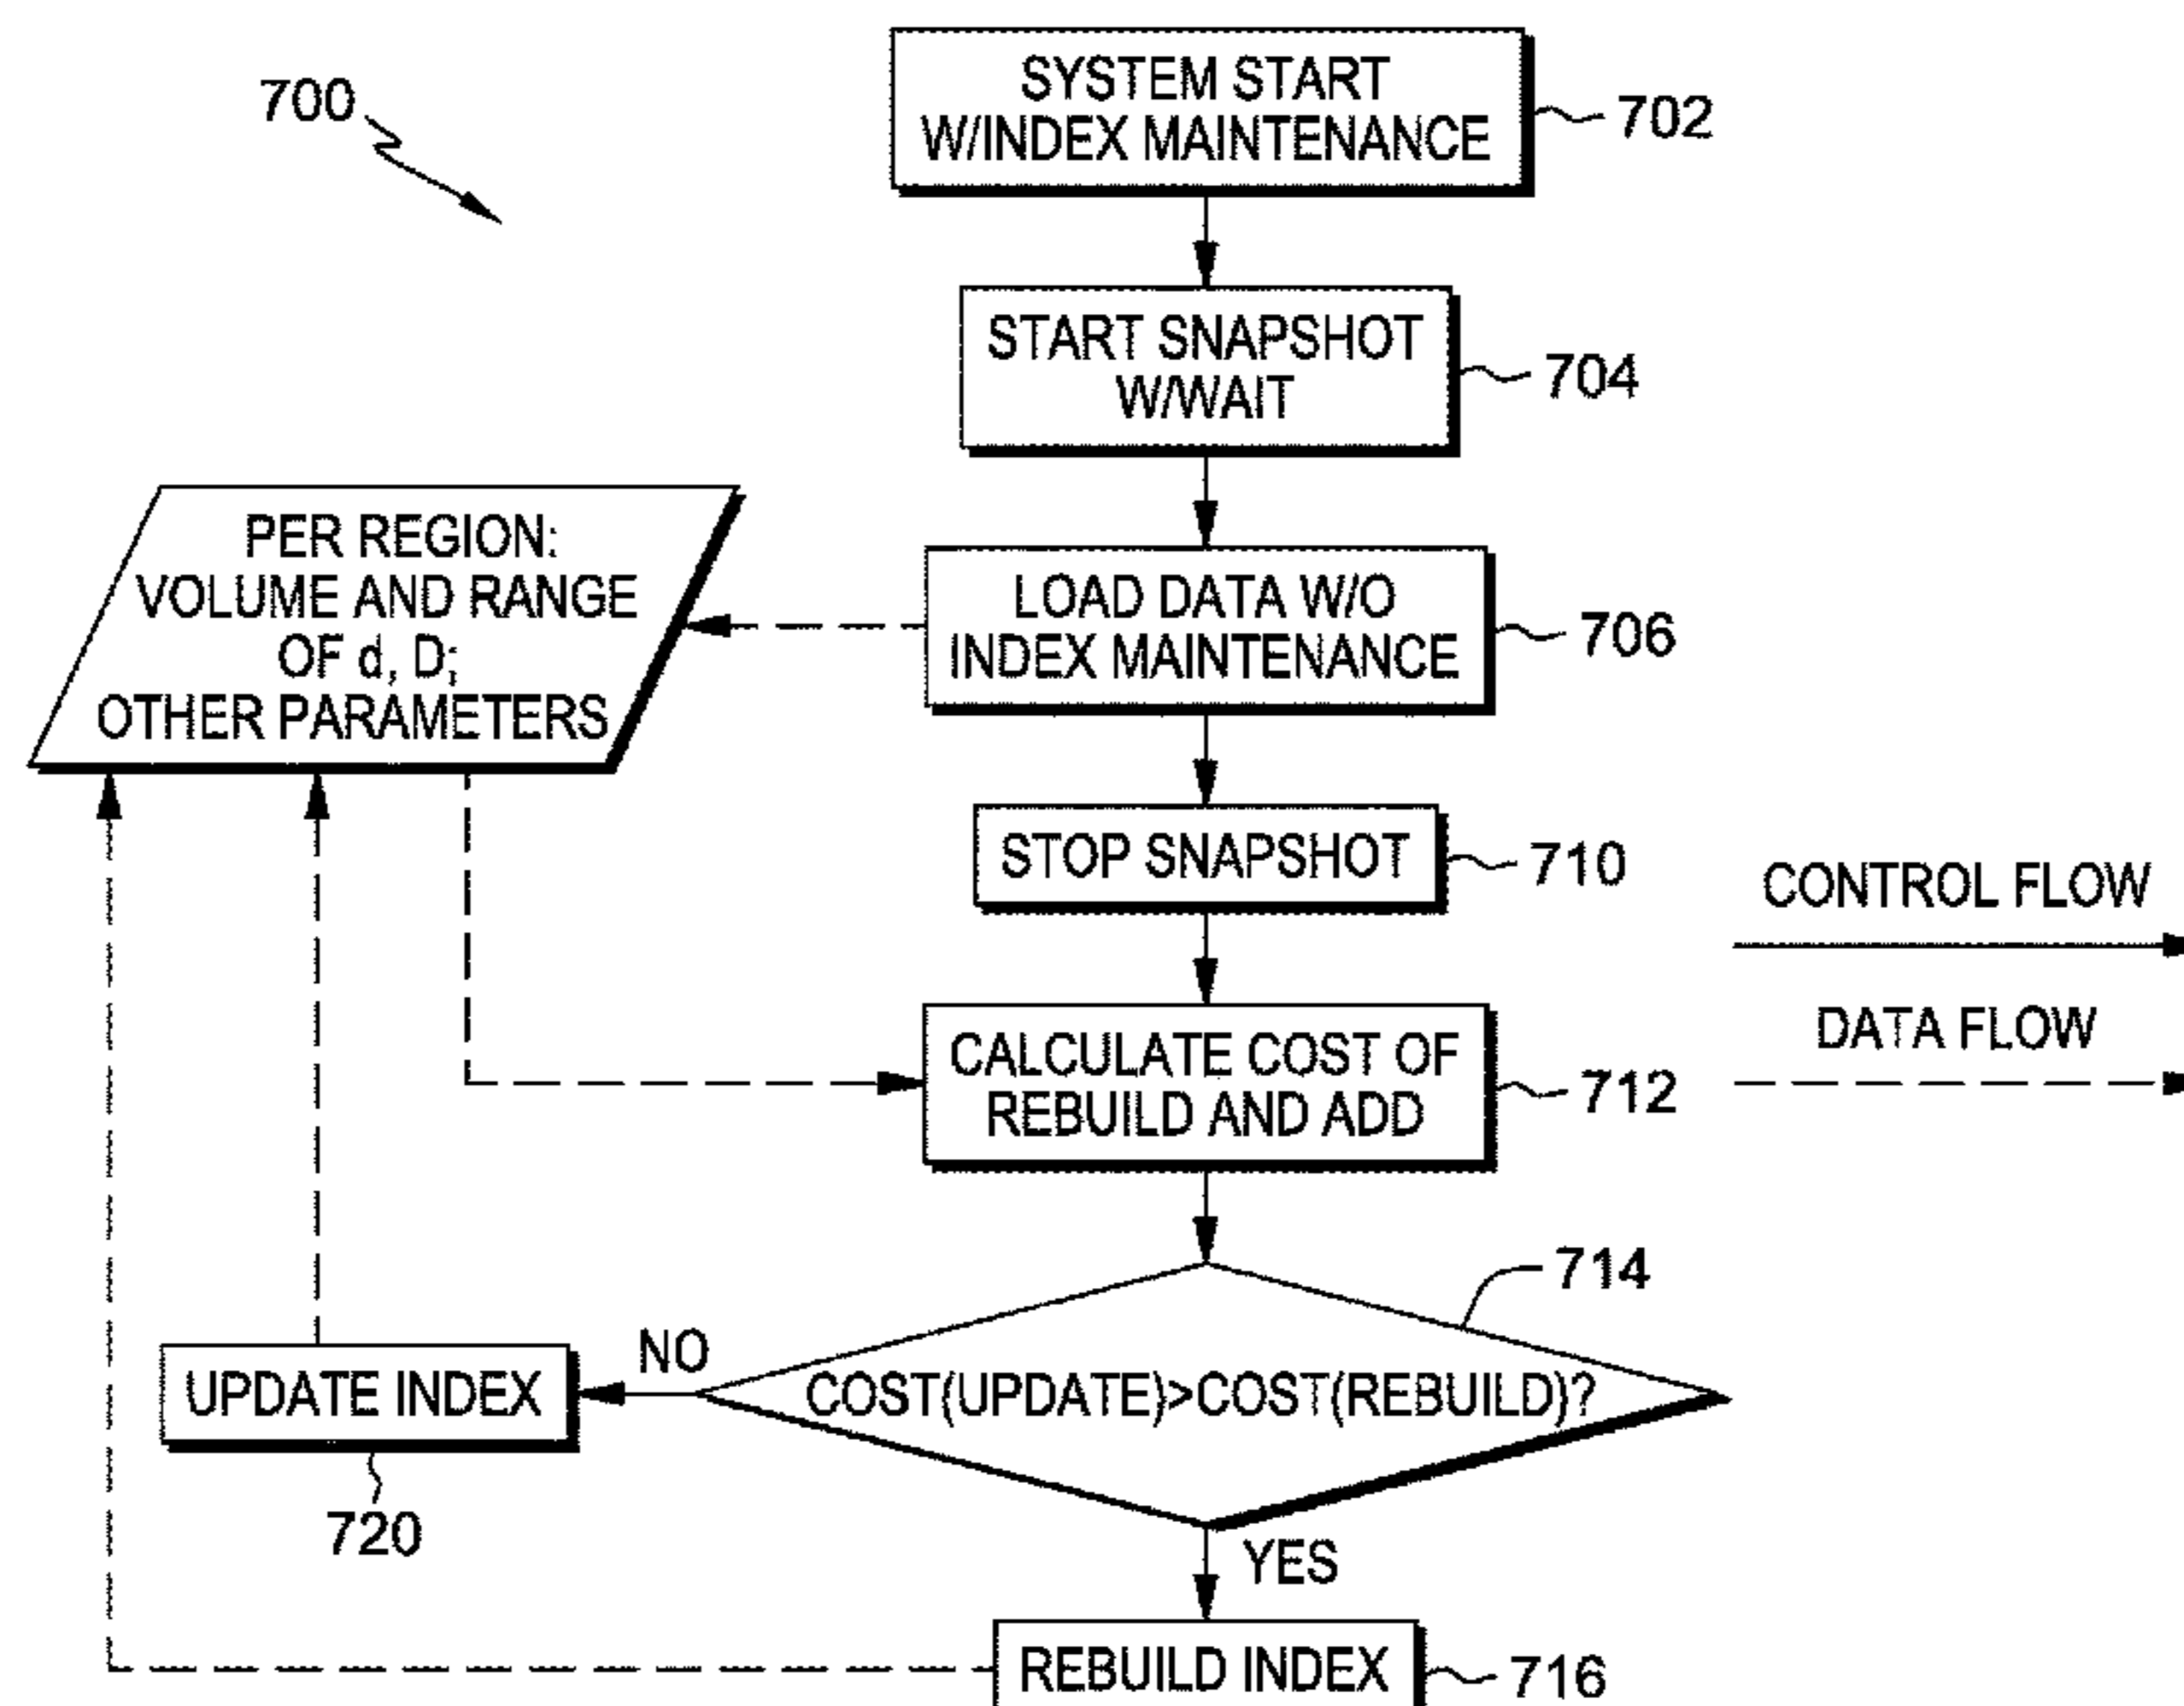 700
SYSTEM START
W/INDEX MAINTENANCE
702
START SNAPSHOT
W/WAIT
704
PER REGION:
VOLUME AND RANGE
OF d, D;
OTHER PARAMETERS
LOAD DATA W/O
INDEX MAINTENANCE
706
STOP SNAPSHOT
710
CONTROL FLOW
DATA FLOW
CALCULATE COST OF
REBUILD AND ADD
712
714
COST(UPDATE)>COST(REBUILD)?
NO
UPDATE INDEX
720
YES
REBUILD INDEX
716